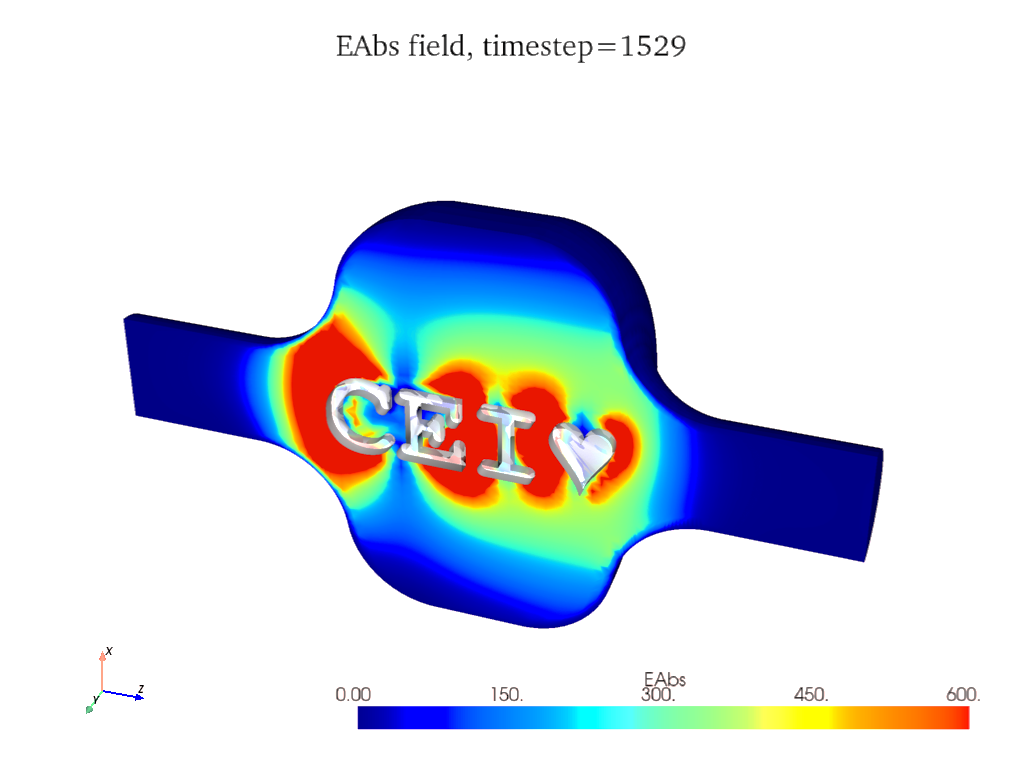 EAbs field, timestep=1529
CEI♥
X
Z
Y
EAbs
0.00 150. 300. 450. 600.